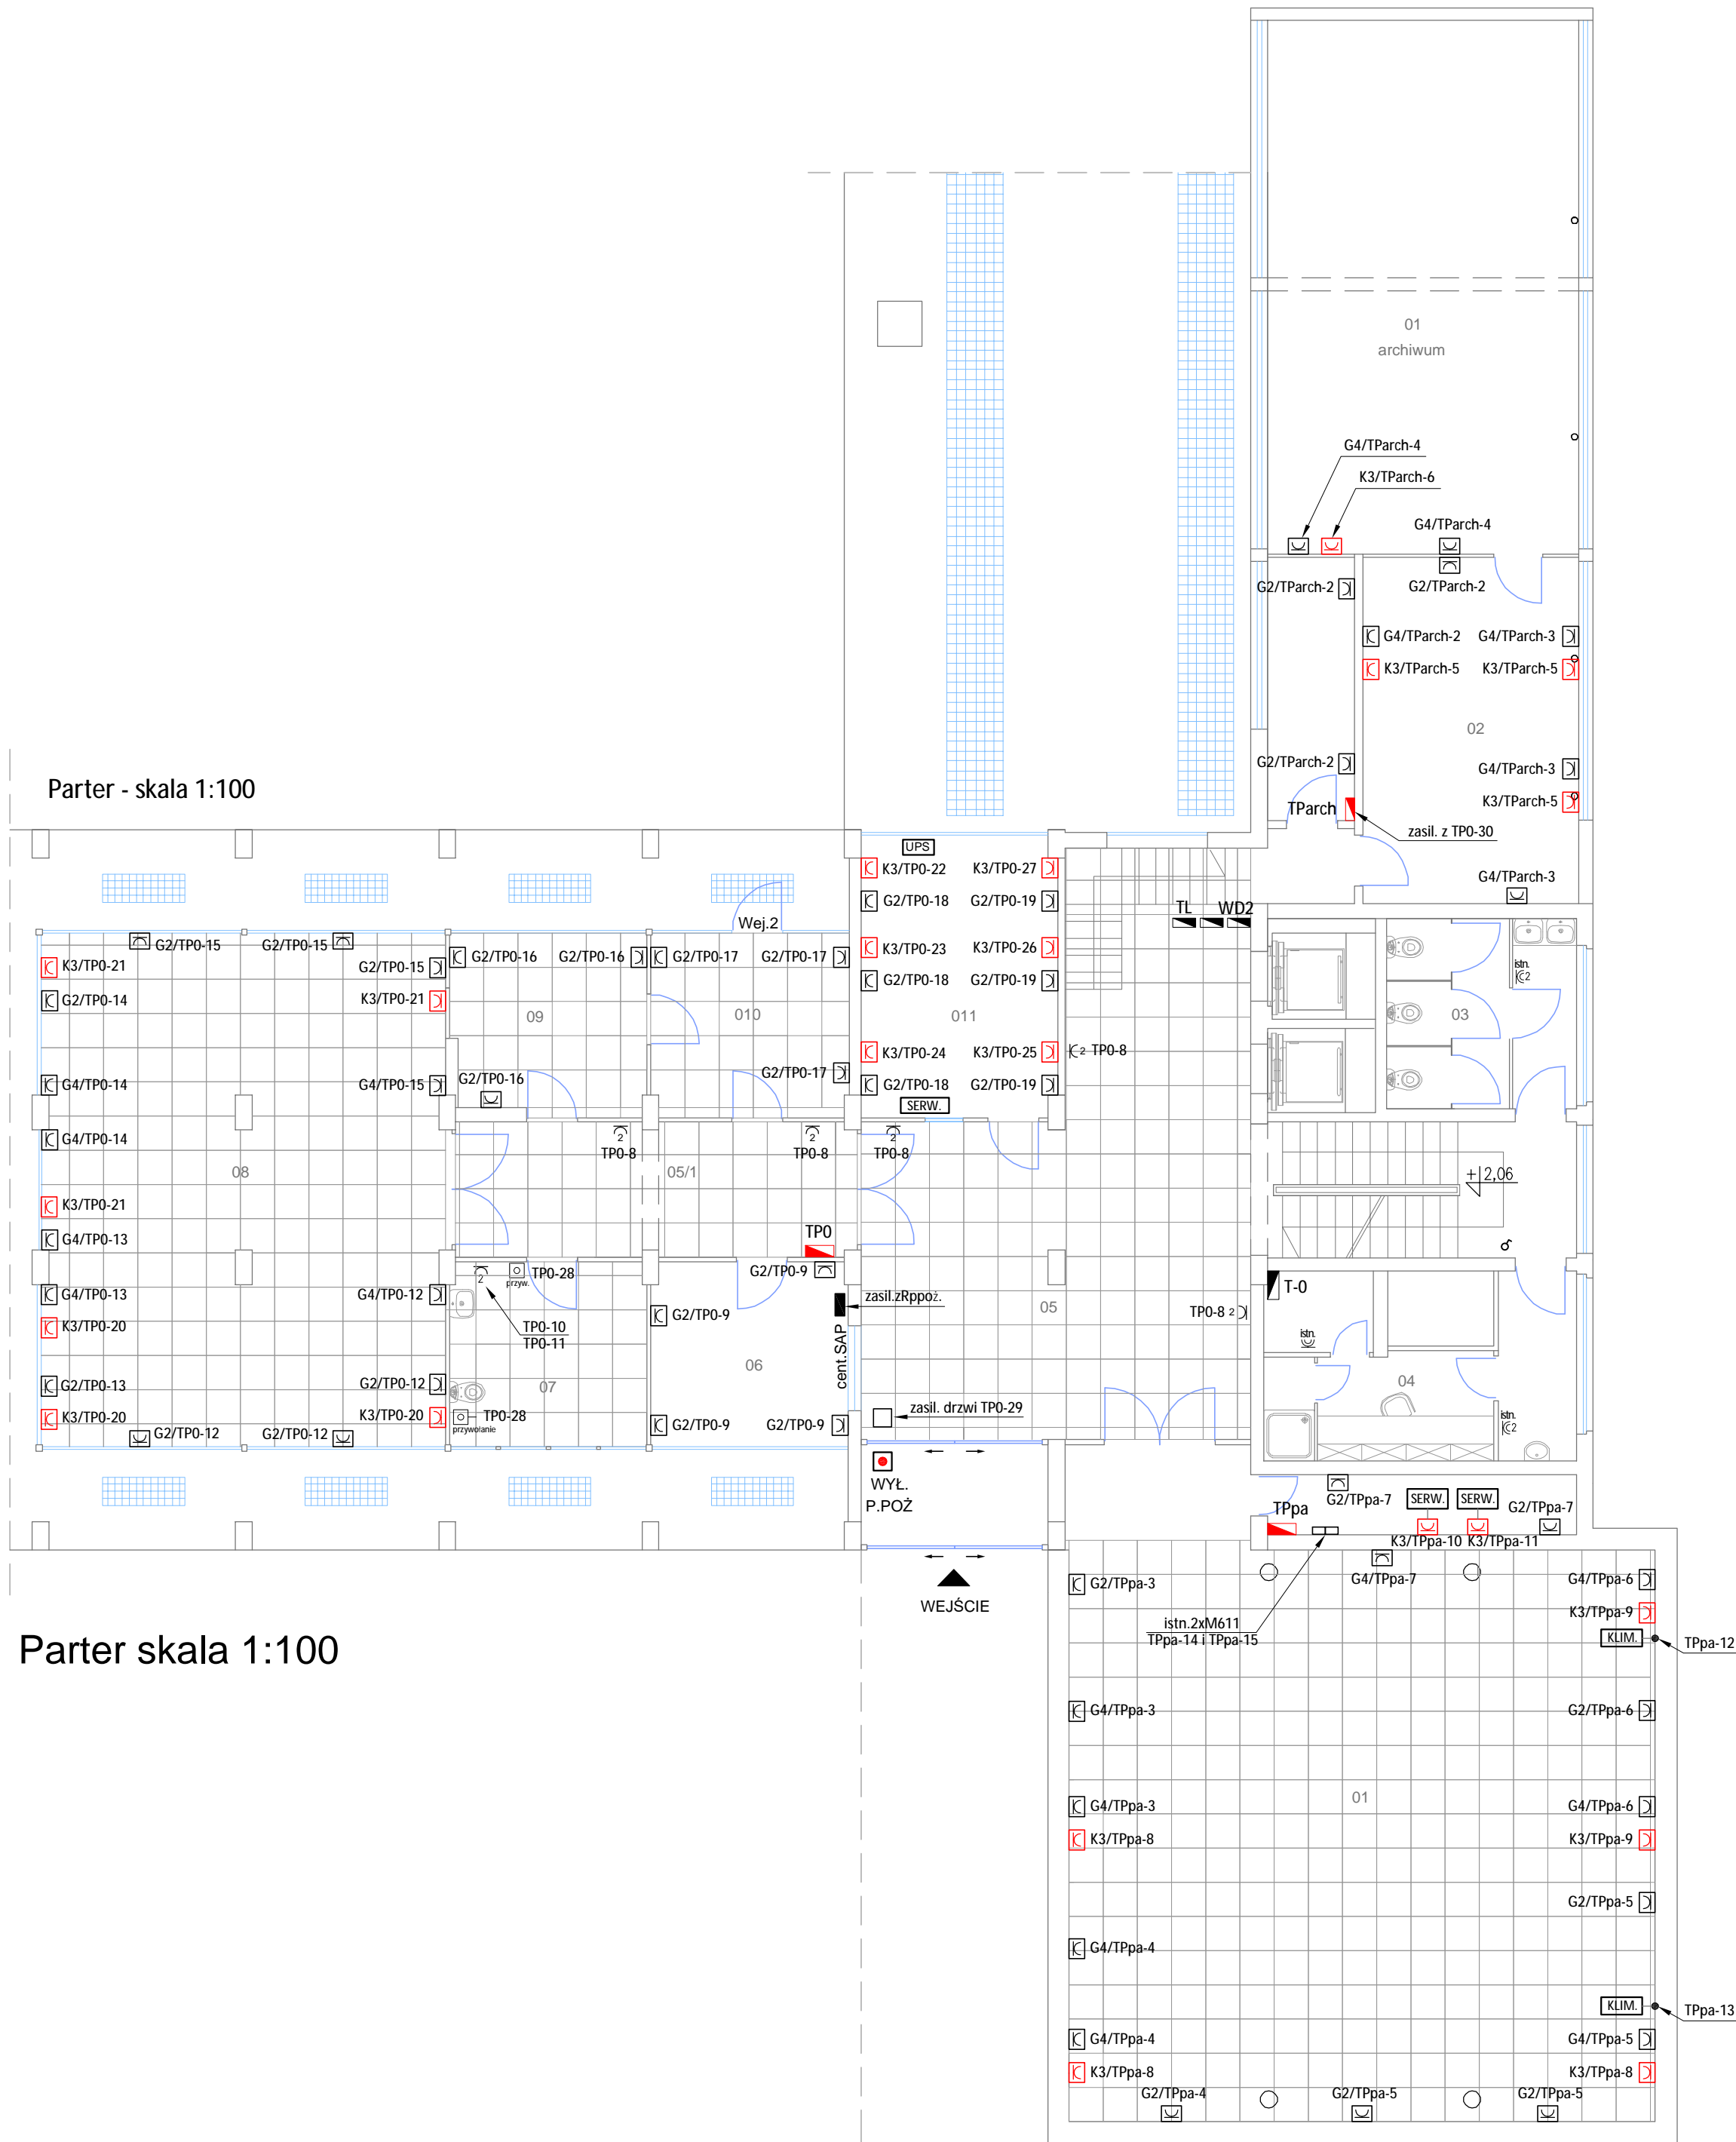 01
archiwum
G4/TParch-4
K3/TParch-6
G4/TParch-4
G2/TParch-2
G2/TParch-2
G4/TParch-2
G4/TParch-3
K3/TParch-5
K3/TParch-5
02
G2/TParch-2
G4/TParch-3
TParch
K3/TParch-5
zasil. z TP0-30
G4/TParch-3
Parter - skala 1:100
UPS
K3/TP0-22
K3/TP0-27
G2/TP0-18
G2/TP0-19
TL
WD2
Wej.2
K3/TP0-23
K3/TP0-26
G2/TP0-18
G2/TP0-19
011
K3/TP0-24
K3/TP0-25
2 TP0-8
G2/TP0-18
G2/TP0-19
SERW.
G2/TP0-15
G2/TP0-15
K3/TP0-21
G2/TP0-15
G2/TP0-14
K3/TP0-21
G4/TP0-14
G4/TP0-15
G4/TP0-14
08
K3/TP0-21
G4/TP0-13
G4/TP0-13
G4/TP0-12
K3/TP0-20
G2/TP0-13
G2/TP0-12
K3/TP0-20
K3/TP0-20
G2/TP0-12
G2/TP0-12
G2/TP0-16
G2/TP0-16
09
G2/TP0-16
G2/TP0-17
G2/TP0-17
010
G2/TP0-17
2
TP0-8
2
TP0-8
2
TP0-8
05/1
TP0
2
TP0-28
przyw.
TP0-10
TP0-11
07
TP0-28
przywołanie
G2/TP0-9
G2/TP0-9
06
G2/TP0-9
G2/TP0-9
zasil.zRppoż.
cent.SAP
05
TP0-8 2
zasil. drzwi TP0-29
WYŁ.
P.POŻ
WEJŚCIE
istn.
2
03
+2,06
T-0
istn.
04
istn.
2
TPpa
G2/TPpa-7
SERW.
SERW.
G2/TPpa-7
K3/TPpa-10
K3/TPpa-11
G4/TPpa-7
G2/TPpa-3
G4/TPpa-6
K3/TPpa-9
istn.2xM611
TPpa-14 i TPpa-15
KLIM.
TPpa-12
Parter skala 1:100
G4/TPpa-3
G2/TPpa-6
01
G4/TPpa-3
G4/TPpa-6
K3/TPpa-8
K3/TPpa-9
G2/TPpa-5
G4/TPpa-4
KLIM.
TPpa-13
G4/TPpa-4
G4/TPpa-5
K3/TPpa-8
K3/TPpa-8
G2/TPpa-4
G2/TPpa-5
G2/TPpa-5